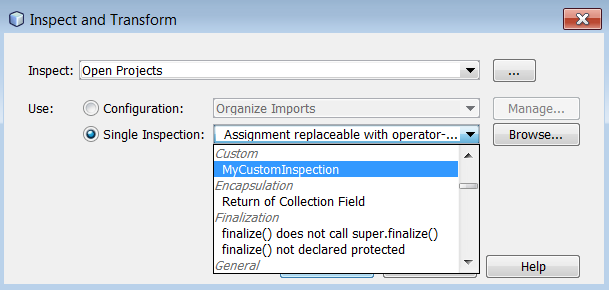 Inspect and Transform
Inspect: Open Projects ...
Use: Configuration: Organize Imports Manage...
Single Inspection: Assignment replaceable with operator-... Browse...
Custom
MyCustomInspection
Encapsulation
Return of Collection Field
Finalization
finalize() does not call super.finalize()
finalize() not declared protected
General
Help